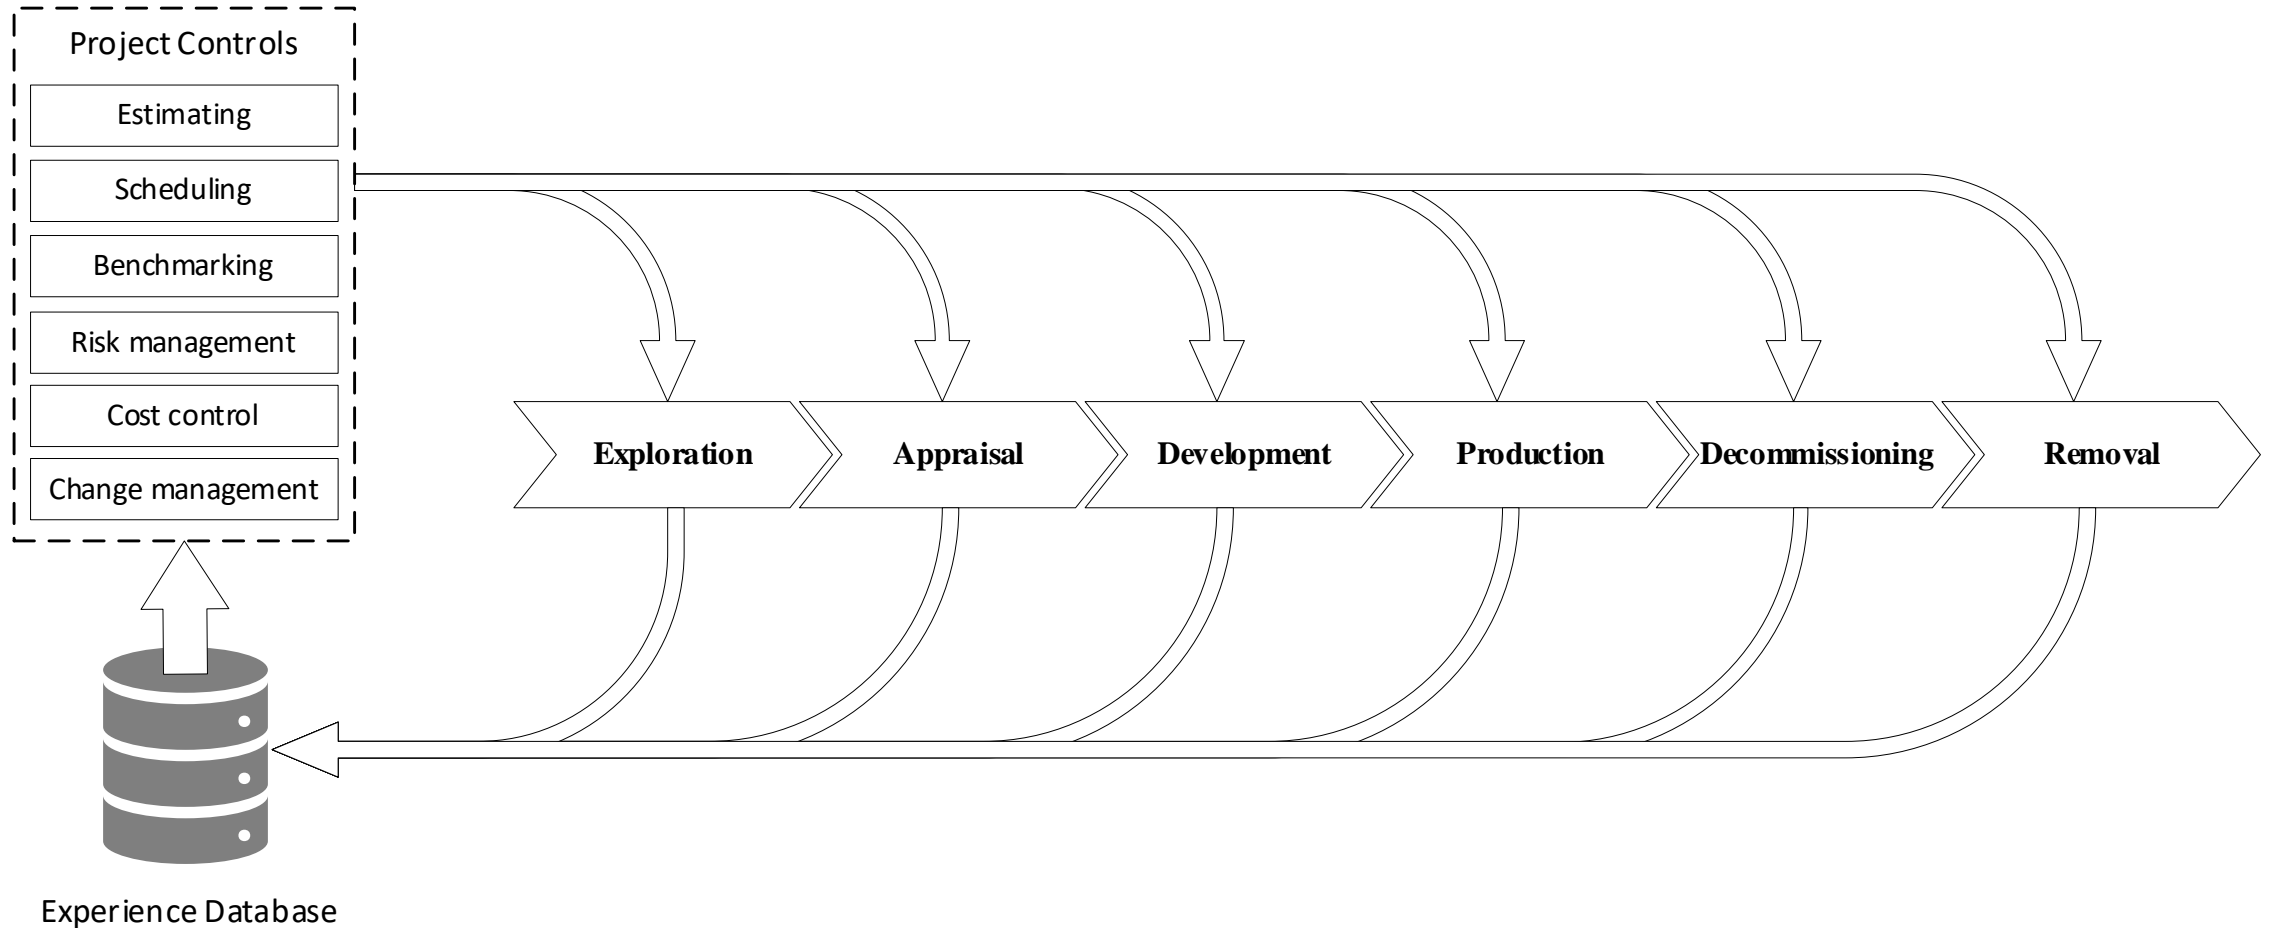 Project Controls
Estimating
Scheduling
Benchmarking
Risk management
Cost control
Change management
Exploration
Appraisal
Development
Production
Decommissioning
Removal
Experience Database